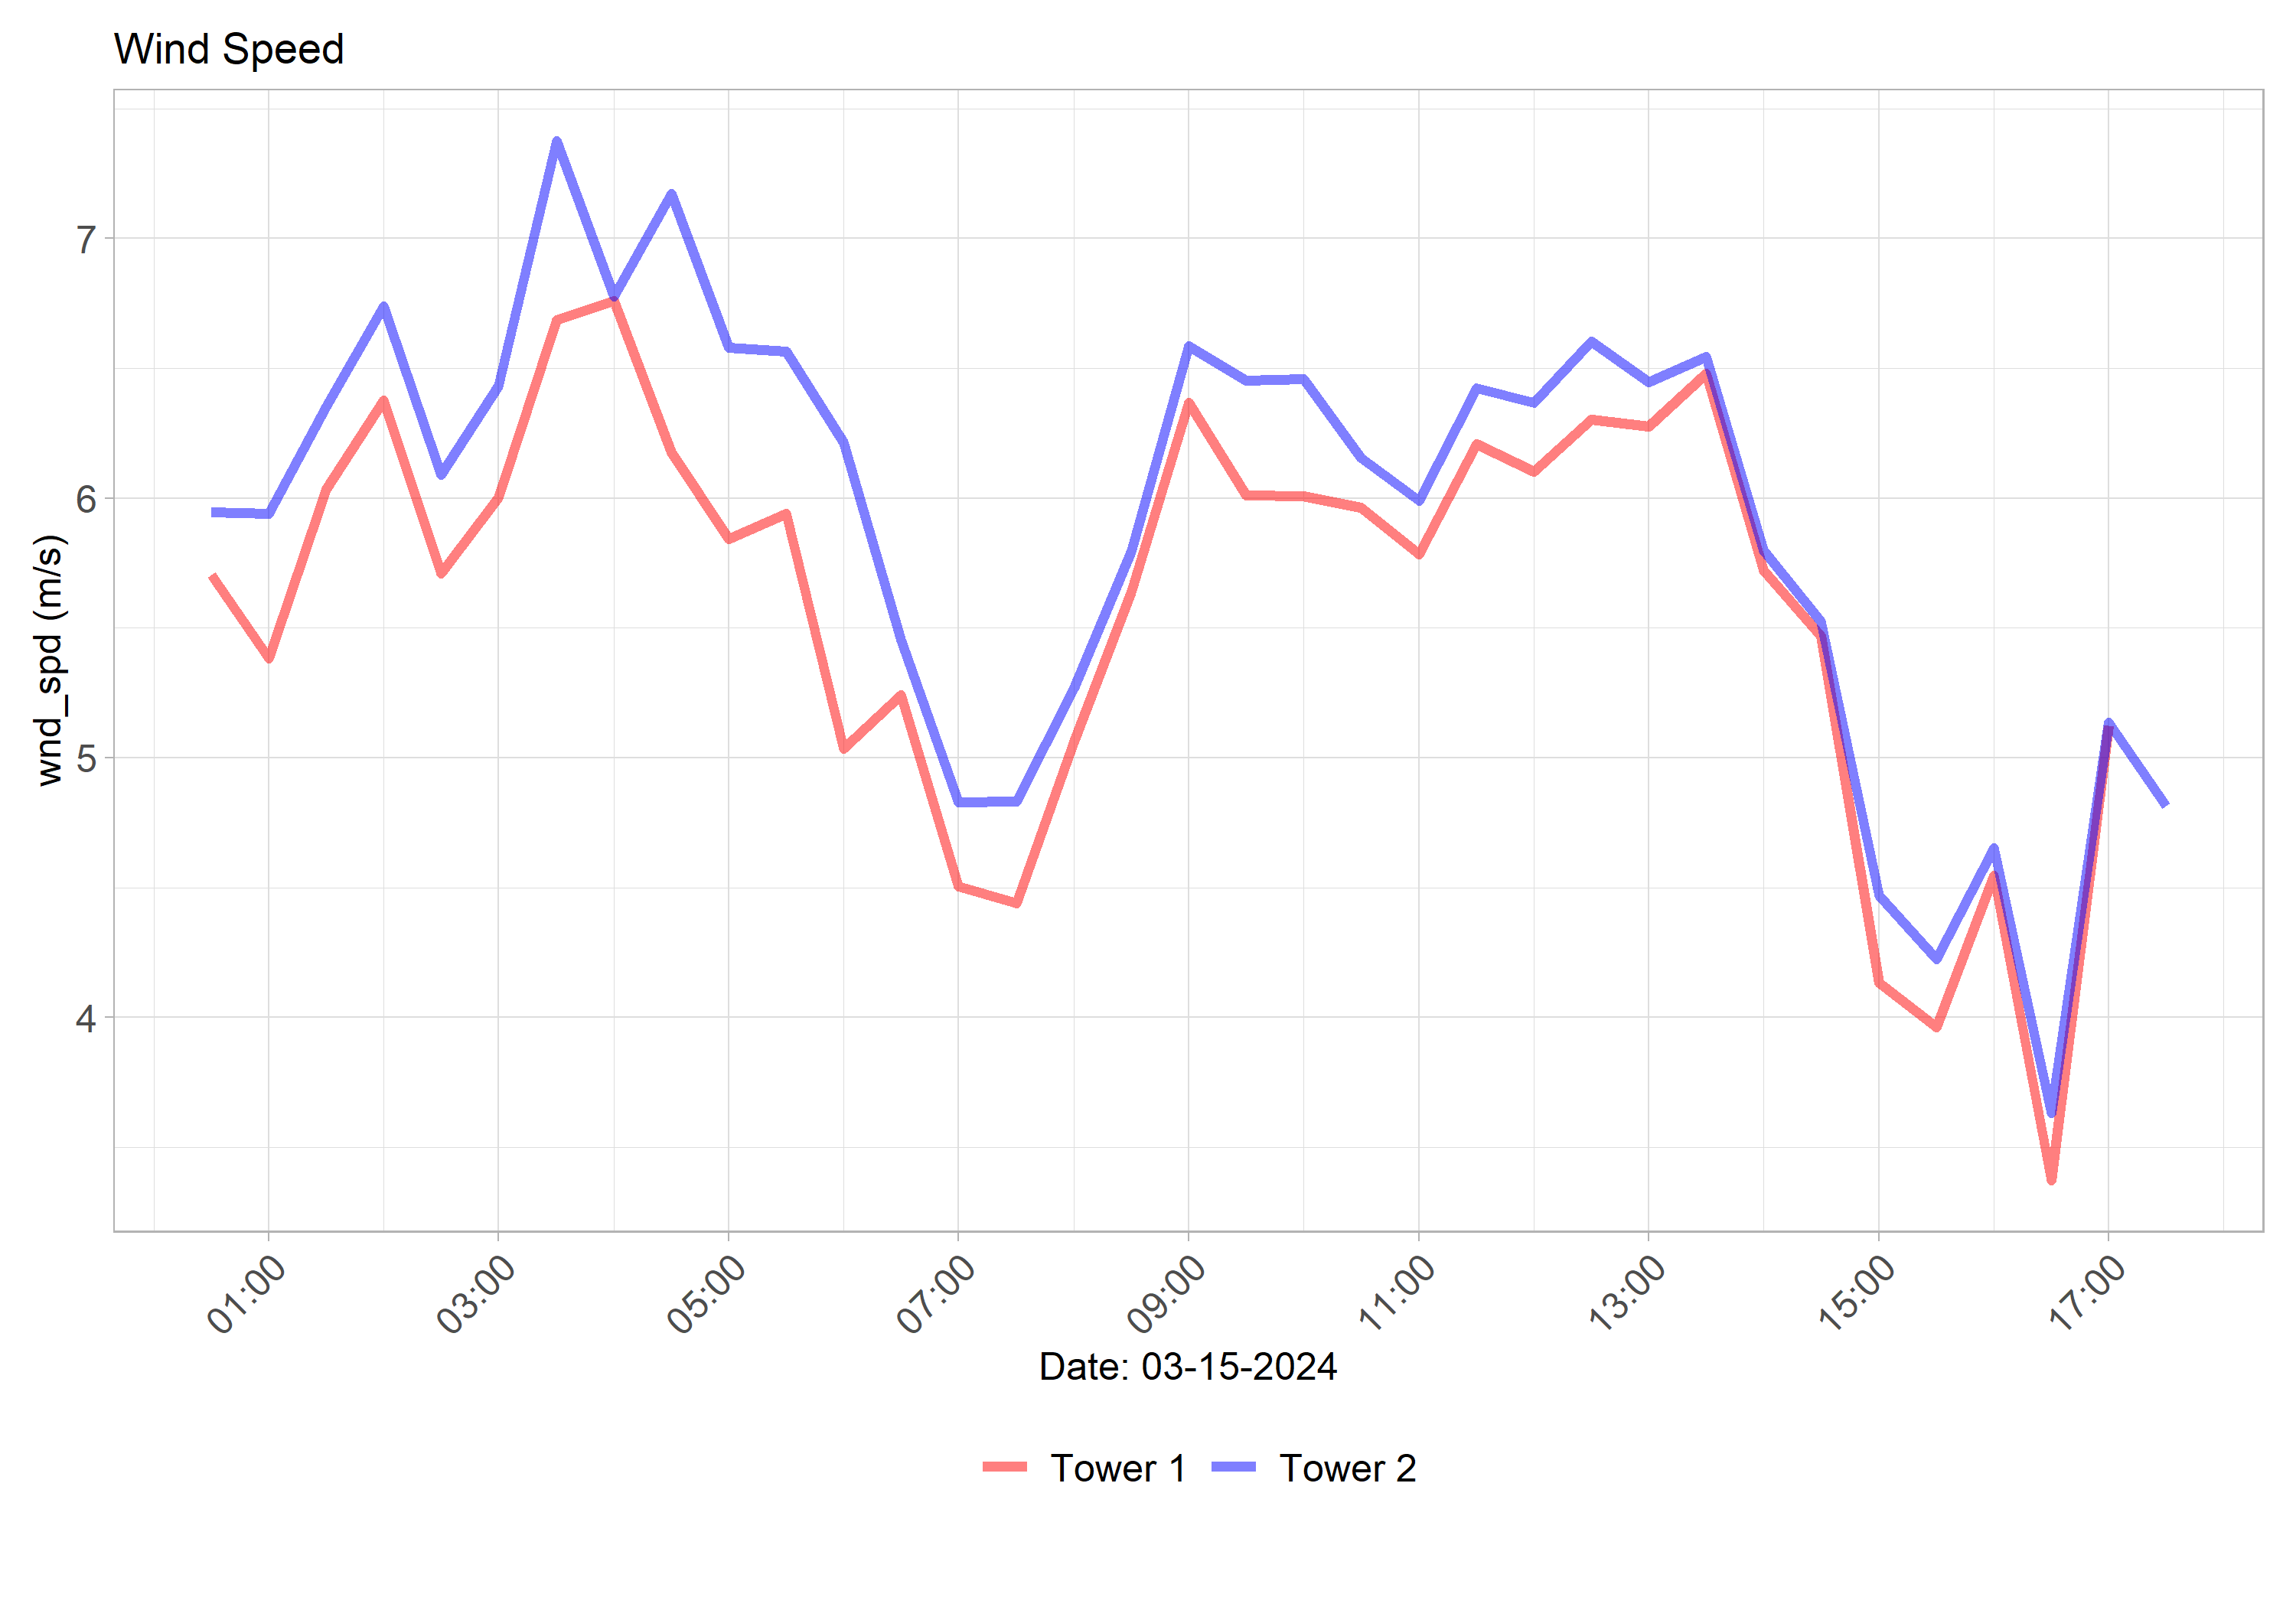 Wind Speed
wnd_spd (m/s)
7
6
5
4
01:00 03:00 05:00 07:00 09:00 11:00 13:00 15:00 17:00
Date: 03-15-2024
Tower 1 Tower 2